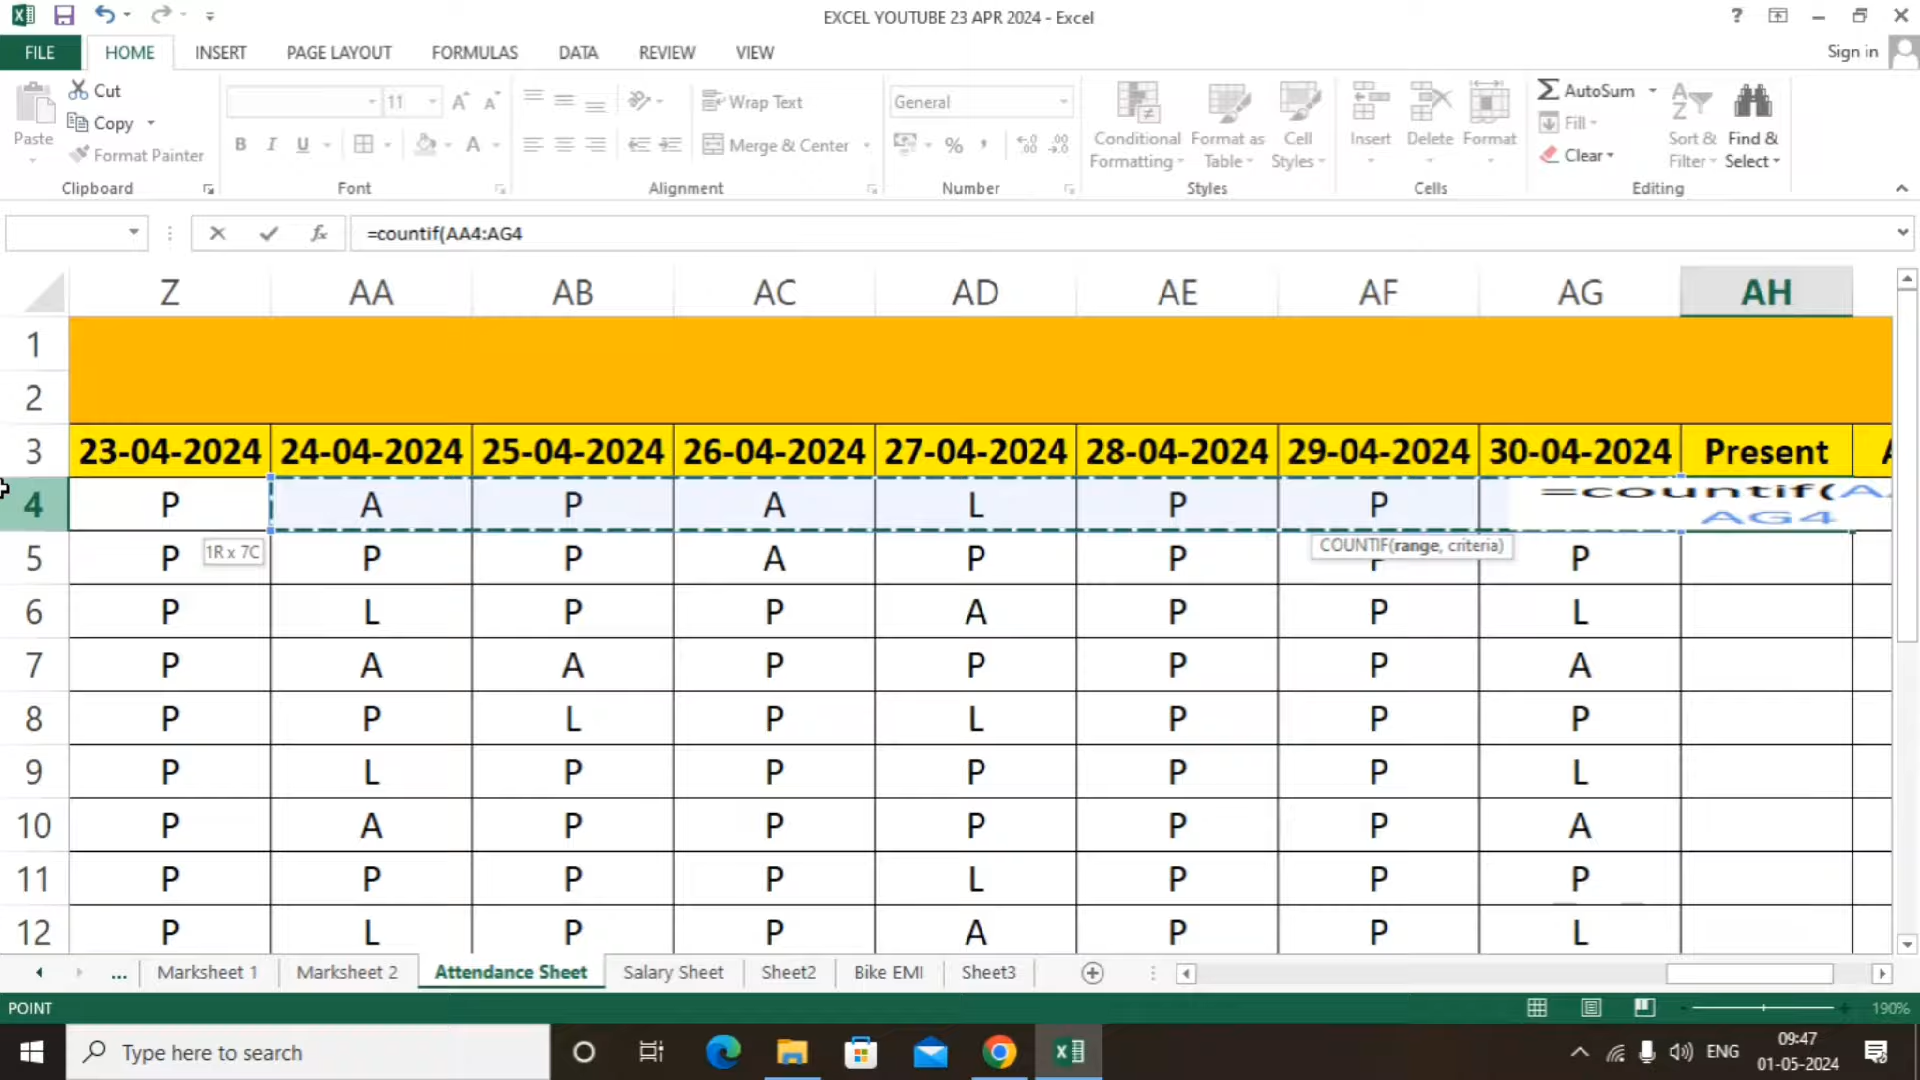 EXCEL YOUTUBE 23 APR 2024 - Excel
?
FILE HOME INSERT PAGE LAYOUT FORMULAS DATA REVIEW VIEW Sign in
Paste Cut
Copy
Format Painter
Clipboard
11 A A
B I U A
Font
Wrap Text
Merge & Center
Alignment
General
% , .00
Number
Conditional Formatting
Format as Table
Cell Styles
Styles
Insert Delete Format
Cells
AutoSum
Fill
Clear
Sort & Filter
Find & Select
Editing
fx =countif(AA4:AG4
Z AA AB AC AD AE AF AG AH
1
2
3 23-04-2024 24-04-2024 25-04-2024 26-04-2024 27-04-2024 28-04-2024 29-04-2024 30-04-2024 Present
4 P A P A L P P =countif(
AG4
1R x 7C COUNTIF(range, criteria)
5 P P P A P P P P
6 P L P P A P P L
7 P A A P P P P A
8 P P L P L P P P
9 P L P P P P P L
10 P A P P P P P A
11 P P P P L P P P
12 P L P P A P P L
... Marksheet 1 Marksheet 2 Attendance Sheet Salary Sheet Sheet2 Bike EMI Sheet3
POINT 190%
Type here to search ENG 09:47
01-05-2024